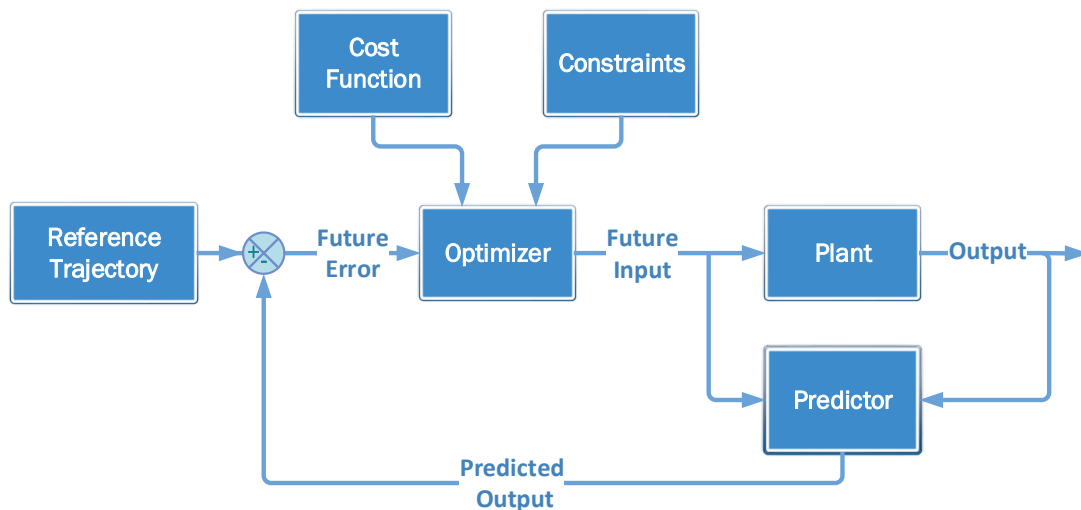 Cost
Function
Constraints
Reference
Trajectory
+
-
Future
Error
Optimizer
Future
Input
Plant
Output
Predictor
Predicted
Output